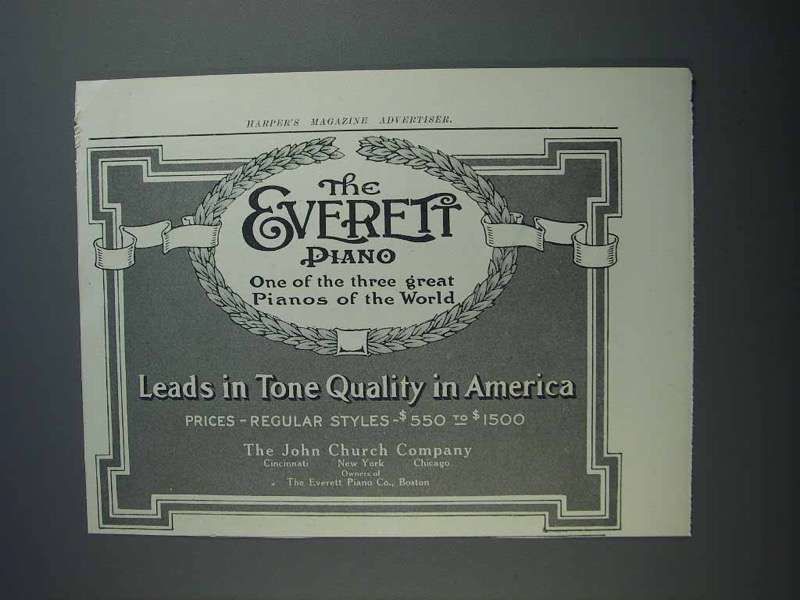 HARPER'S MAGAZINE ADVERTISER.
The
EVERETT
PIANO
One of the three great
Pianos of the World
Leads in Tone Quality in America
PRICES - REGULAR STYLES - $550 TO $1500
The John Church Company
Cincinnati New York Chicago
Owners of
The Everett Piano Co., Boston